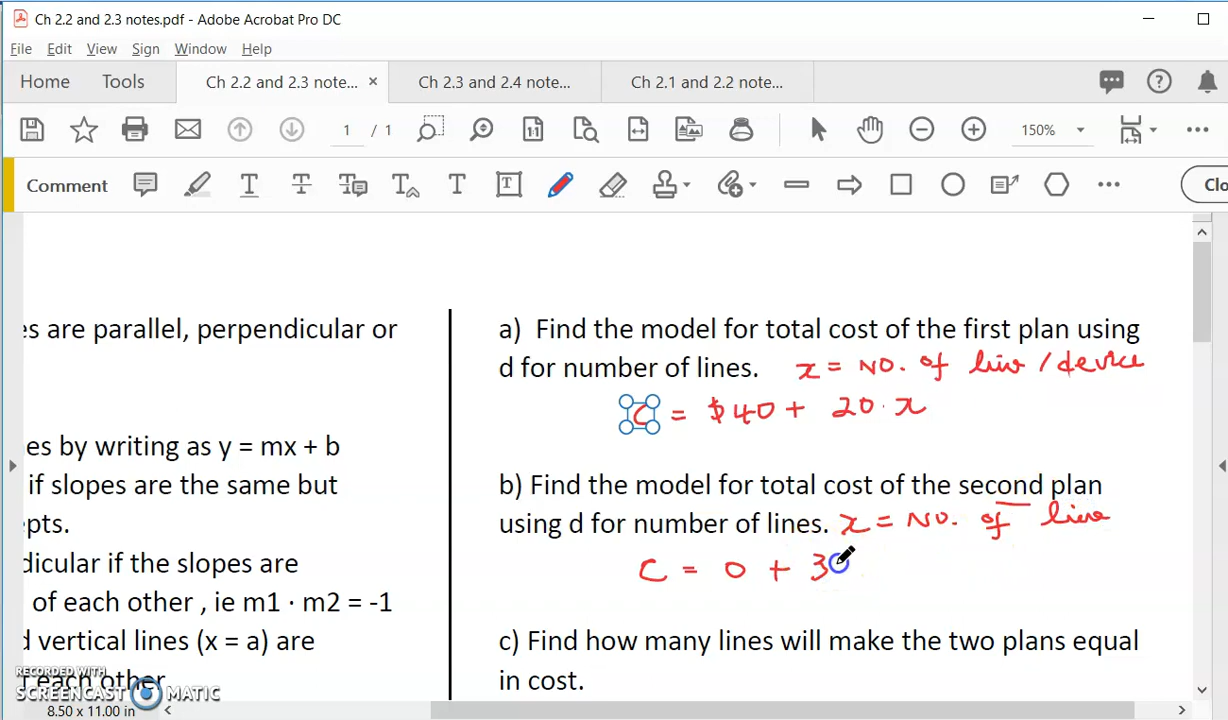 Ch 2.2 and 2.3 notes.pdf - Adobe Acrobat Pro DC
File Edit View Sign Window Help
Home Tools Ch 2.2 and 2.3 note... × Ch 2.3 and 2.4 note... Ch 2.1 and 2.2 note...
1 / 1 150%
Comment Clo
es are parallel, perpendicular or
nes by writing as y = mx + b
if slopes are the same but
epts.
dicular if the slopes are
of each other , ie m1 · m2 = -1
d vertical lines (x = a) are
f each other
a) Find the model for total cost of the first plan using
d for number of lines. x = NO. of line / device
C = $40 + 20 · x
b) Find the model for total cost of the second plan
using d for number of lines. x = NO. of line
C = 0 + 30
c) Find how many lines will make the two plans equal
in cost.
RECORDED WITH
SCREENCAST MATIC
8.50 x 11.00 in